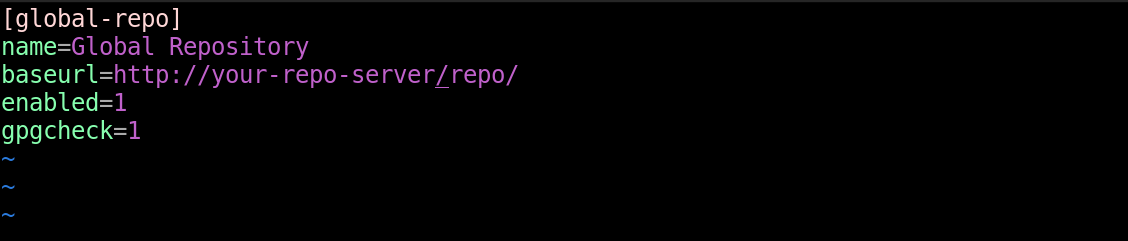 [global-repo]
name=Global Repository
baseurl=http://your-repo-server/repo/
enabled=1
gpgcheck=1
~
~
~